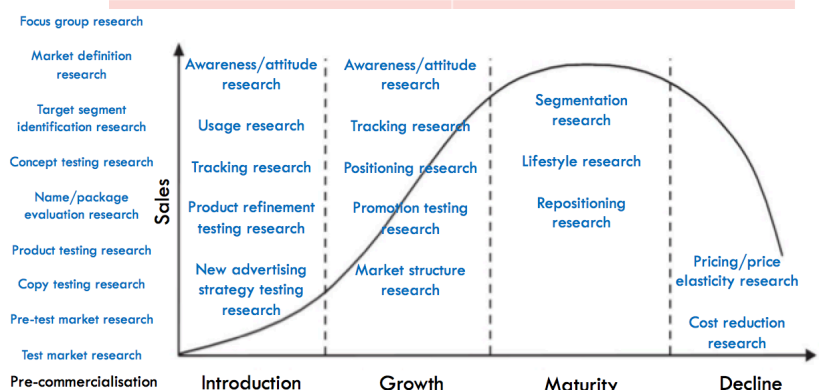 Focus group research
Market definition
research
Target segment
identification research
Concept testing research
Name/package
evaluation research
Product testing research
Copy testing research
Pre-test market research
Test market research
Pre-commercialisation
Sales
Awareness/attitude
research
Usage research
Tracking research
Product refinement
testing research
New advertising
strategy testing
research
Introduction
Awareness/attitude
research
Tracking research
Positioning research
Promotion testing
research
Market structure
research
Growth
Segmentation
research
Lifestyle research
Repositioning
research
Maturity
Pricing/price
elasticity research
Cost reduction
research
Decline